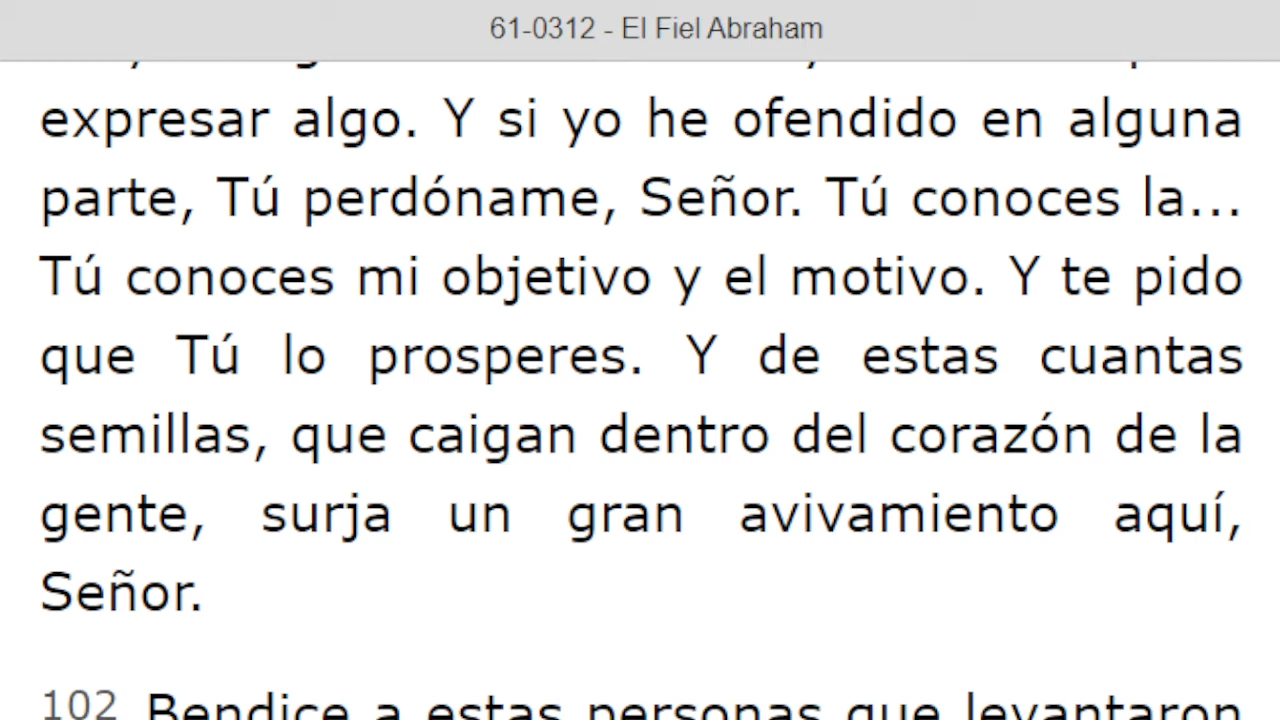 61-0312 - El Fiel Abraham
expresar algo. Y si yo he ofendido en alguna
parte, Tú perdóname, Señor. Tú conoces la...
Tú conoces mi objetivo y el motivo. Y te pido
que Tú lo prosperes. Y de estas cuantas
semillas, que caigan dentro del corazón de la
gente, surja un gran avivamiento aquí,
Señor.
102 Bendice a estas personas que levantaron